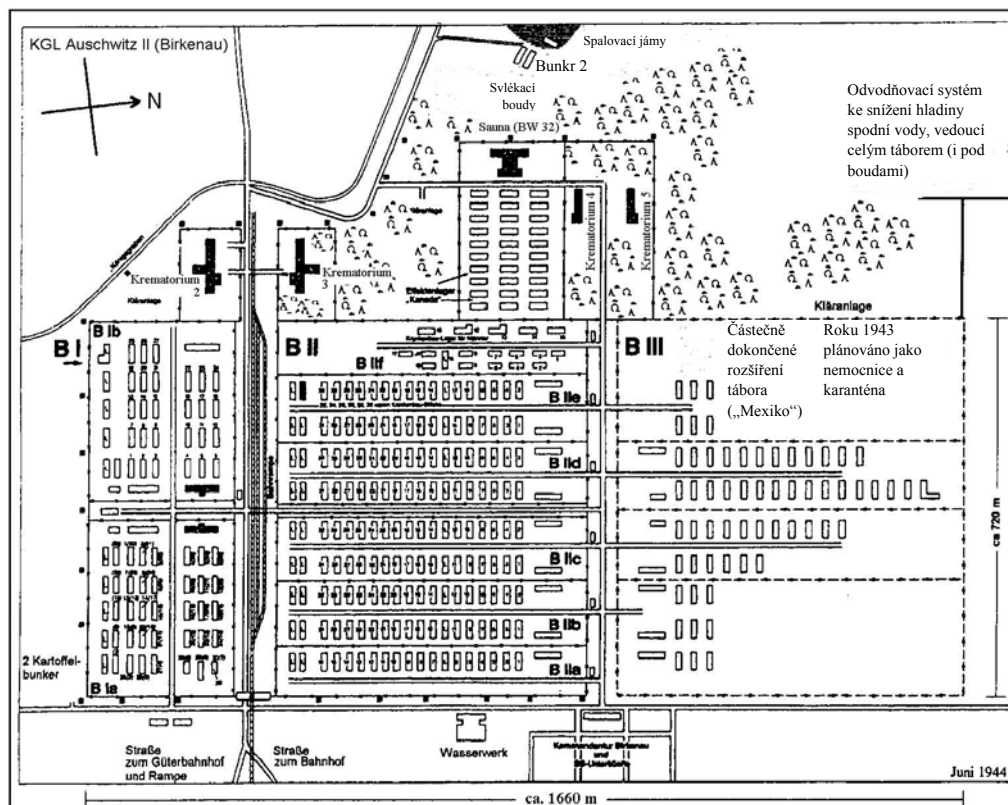 KGL Auschwitz II (Birkenau)
N
Spalovací jámy
Bunkr 2
Svlékací
boudy
Sauna (BW 32)
Odvodňovací systém
ke snížení hladiny
spodní vody, vedoucí
celým táborem (i pod
boudami)
Krematorium 4
Krematorium 5
Krematorium
2
Krematorium
3
Kläranlage
Kläranlage
Effektenlager
„Kanada“
Kläranlage
B I
B Ib
B II
B IIf
B III
Částečně
dokončené
rozšíření
tábora
(„Mexiko“)
Roku 1943
plánováno jako
nemocnice a
karanténa
B IIe
B IId
B IIc
B IIb
B IIa
ca 720 m
2 Kartoffel-
bunker
B Ia
Straße
zum Güterbahnhof
und Rampe
Straße
zum Bahnhof
Wasserwerk
Kommandantur Birkenau
und
SS-Unterkünfte
Juni 1944
ca. 1660 m